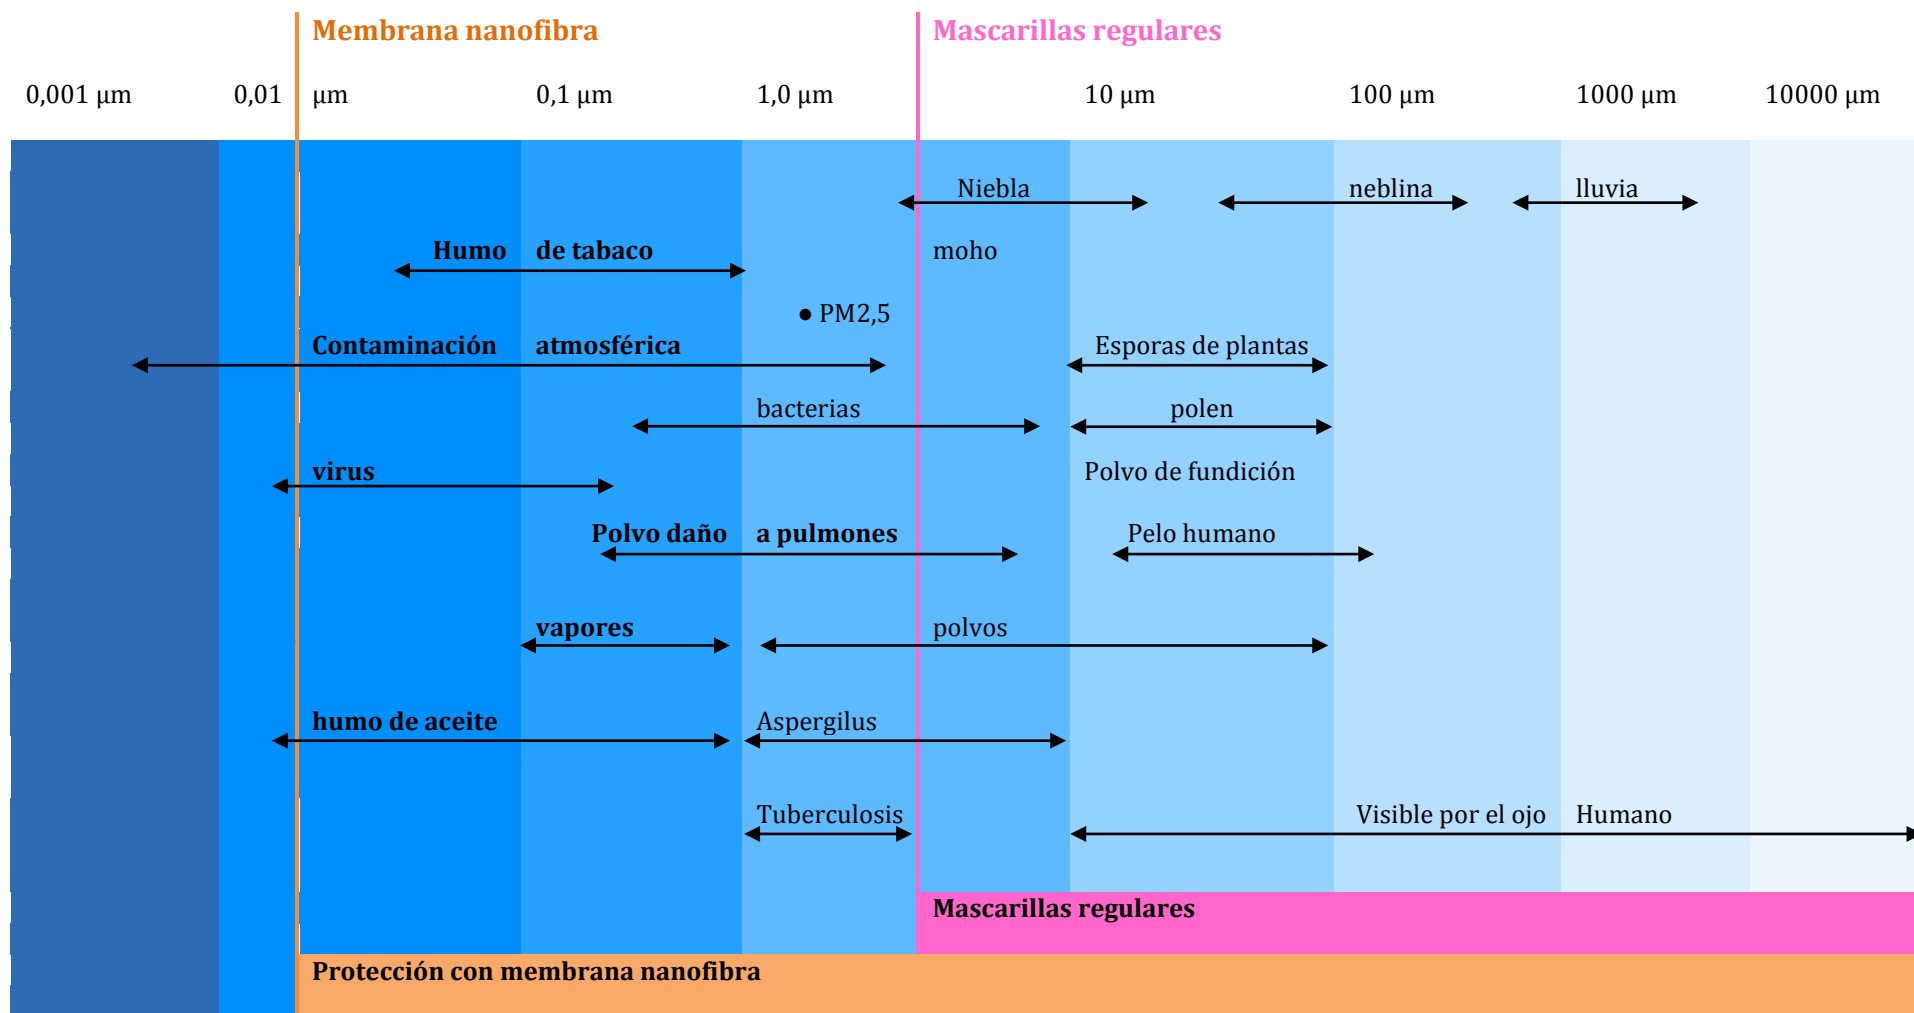 Membrana nanofibra Mascarillas regulares
0,001 µm 0,01 µm 0,1 µm 1,0 µm 10 µm 100 µm 1000 µm 10000 µm
Niebla neblina lluvia
Humo de tabaco moho
● PM2,5
Contaminación atmosférica Esporas de plantas
bacterias polen
virus Polvo de fundición
Polvo daño a pulmones Pelo humano
vapores polvos
humo de aceite Aspergilus
Tuberculosis Visible por el ojo Humano
Mascarillas regulares
Protección con membrana nanofibra